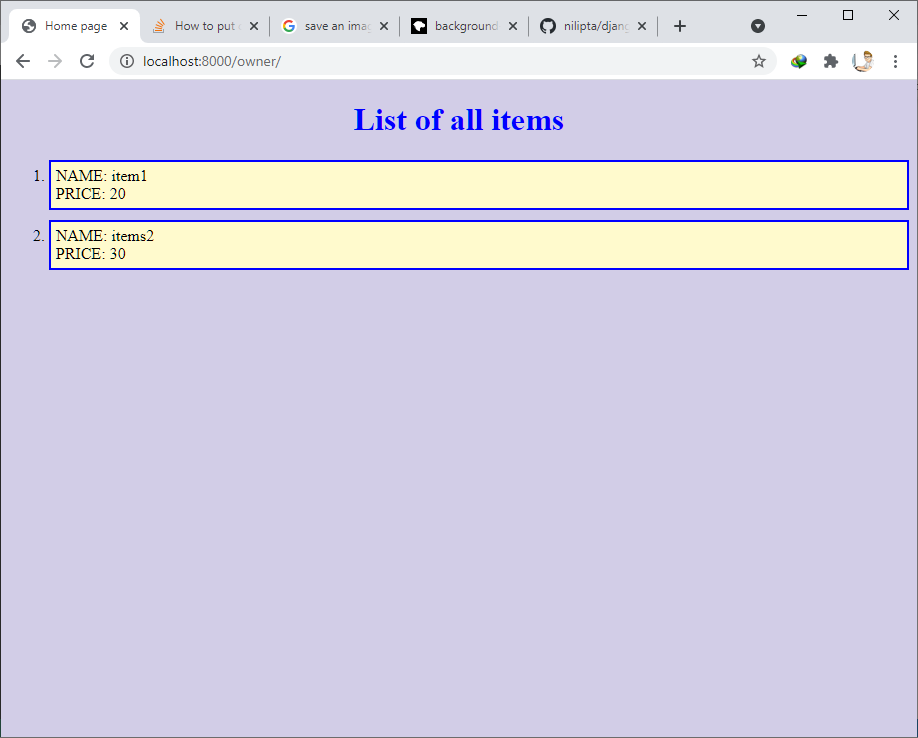 Home page
How to put
save an imag
background
nilipta/djang
localhost:8000/owner/
List of all items
1. NAME: item1
PRICE: 20
2. NAME: items2
PRICE: 30